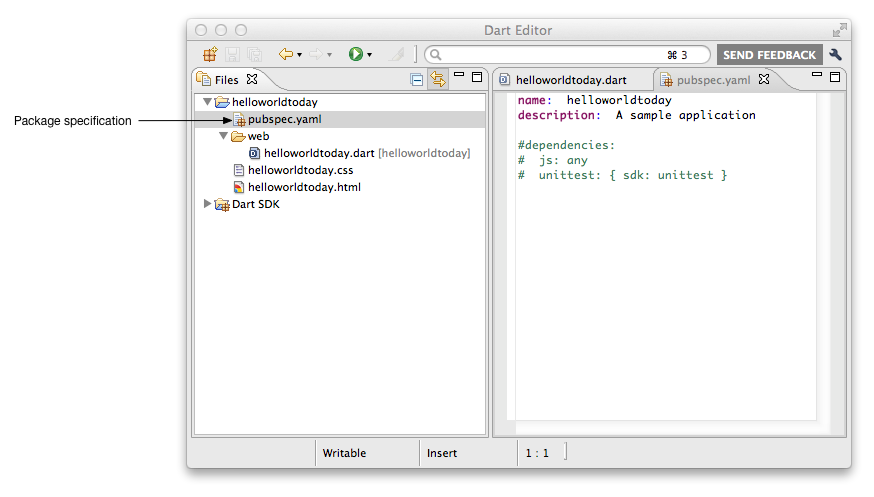 Dart Editor
⌘ 3
SEND FEEDBACK
Files
helloworldtoday.dart
pubspec.yaml
helloworldtoday
Package specification
pubspec.yaml
web
helloworldtoday.dart [helloworldtoday]
helloworldtoday.css
helloworldtoday.html
Dart SDK
name: helloworldtoday
description: A sample application
#dependencies:
# js: any
# unittest: { sdk: unittest }
Writable
Insert
1 : 1